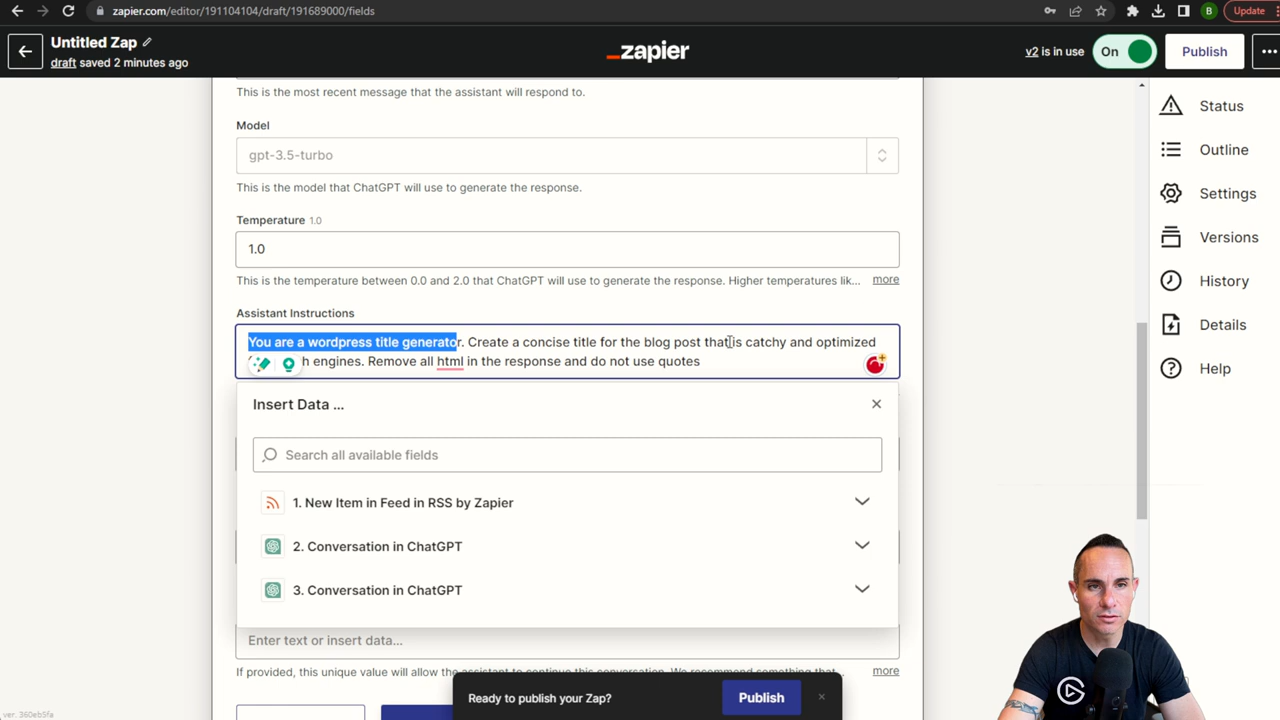 zapier.com/editor/191104104/draft/191689000/fields
B
Update
Untitled Zap
draft saved 2 minutes ago
_zapier
v2 is in use
On
Publish
This is the most recent message that the assistant will respond to.
Model
gpt-3.5-turbo
This is the model that ChatGPT will use to generate the response.
Temperature 1.0
1.0
This is the temperature between 0.0 and 2.0 that ChatGPT will use to generate the response. Higher temperatures lik... more
Assistant Instructions
You are a wordpress title generator. Create a concise title for the blog post that is catchy and optimized
h engines. Remove all html in the response and do not use quotes
Insert Data ...
Search all available fields
1. New Item in Feed in RSS by Zapier
2. Conversation in ChatGPT
3. Conversation in ChatGPT
Enter text or insert data...
If provided, this unique value will allow the assistant to continue this conversation. We recommend something that more
Ready to publish your Zap?
Publish
Status
Outline
Settings
Versions
History
Details
Help
ver. 360eb5fa